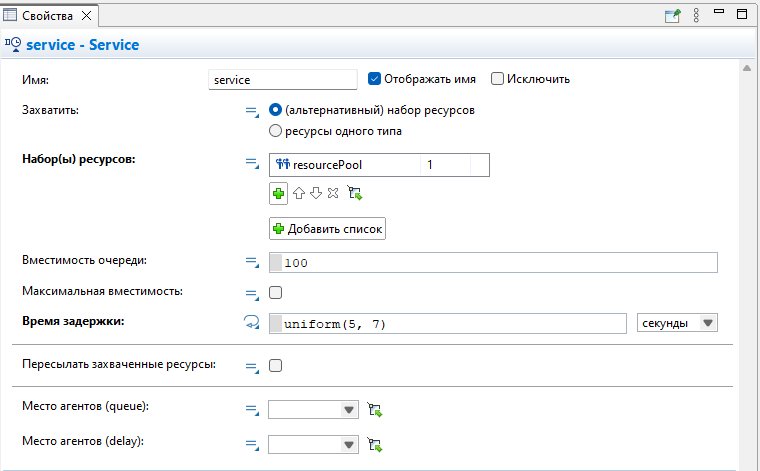 Свойства
service - Service
Имя: service Отображать имя Исключить
Захватить: (альтернативный) набор ресурсов
ресурсы одного типа
Набор(ы) ресурсов: resourcePool 1
Добавить список
Вместимость очереди: 100
Максимальная вместимость:
Время задержки: uniform(5, 7) секунды
Пересылать захваченные ресурсы:
Место агентов (queue):
Место агентов (delay):